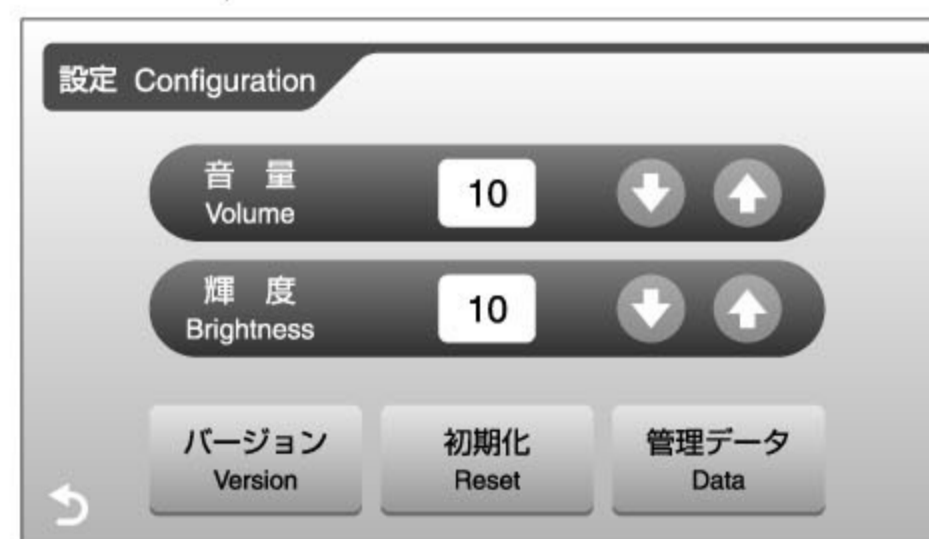 設定 Configuration
音 量
Volume
10
輝 度
Brightness
10
バージョン
Version
初期化
Reset
管理データ
Data